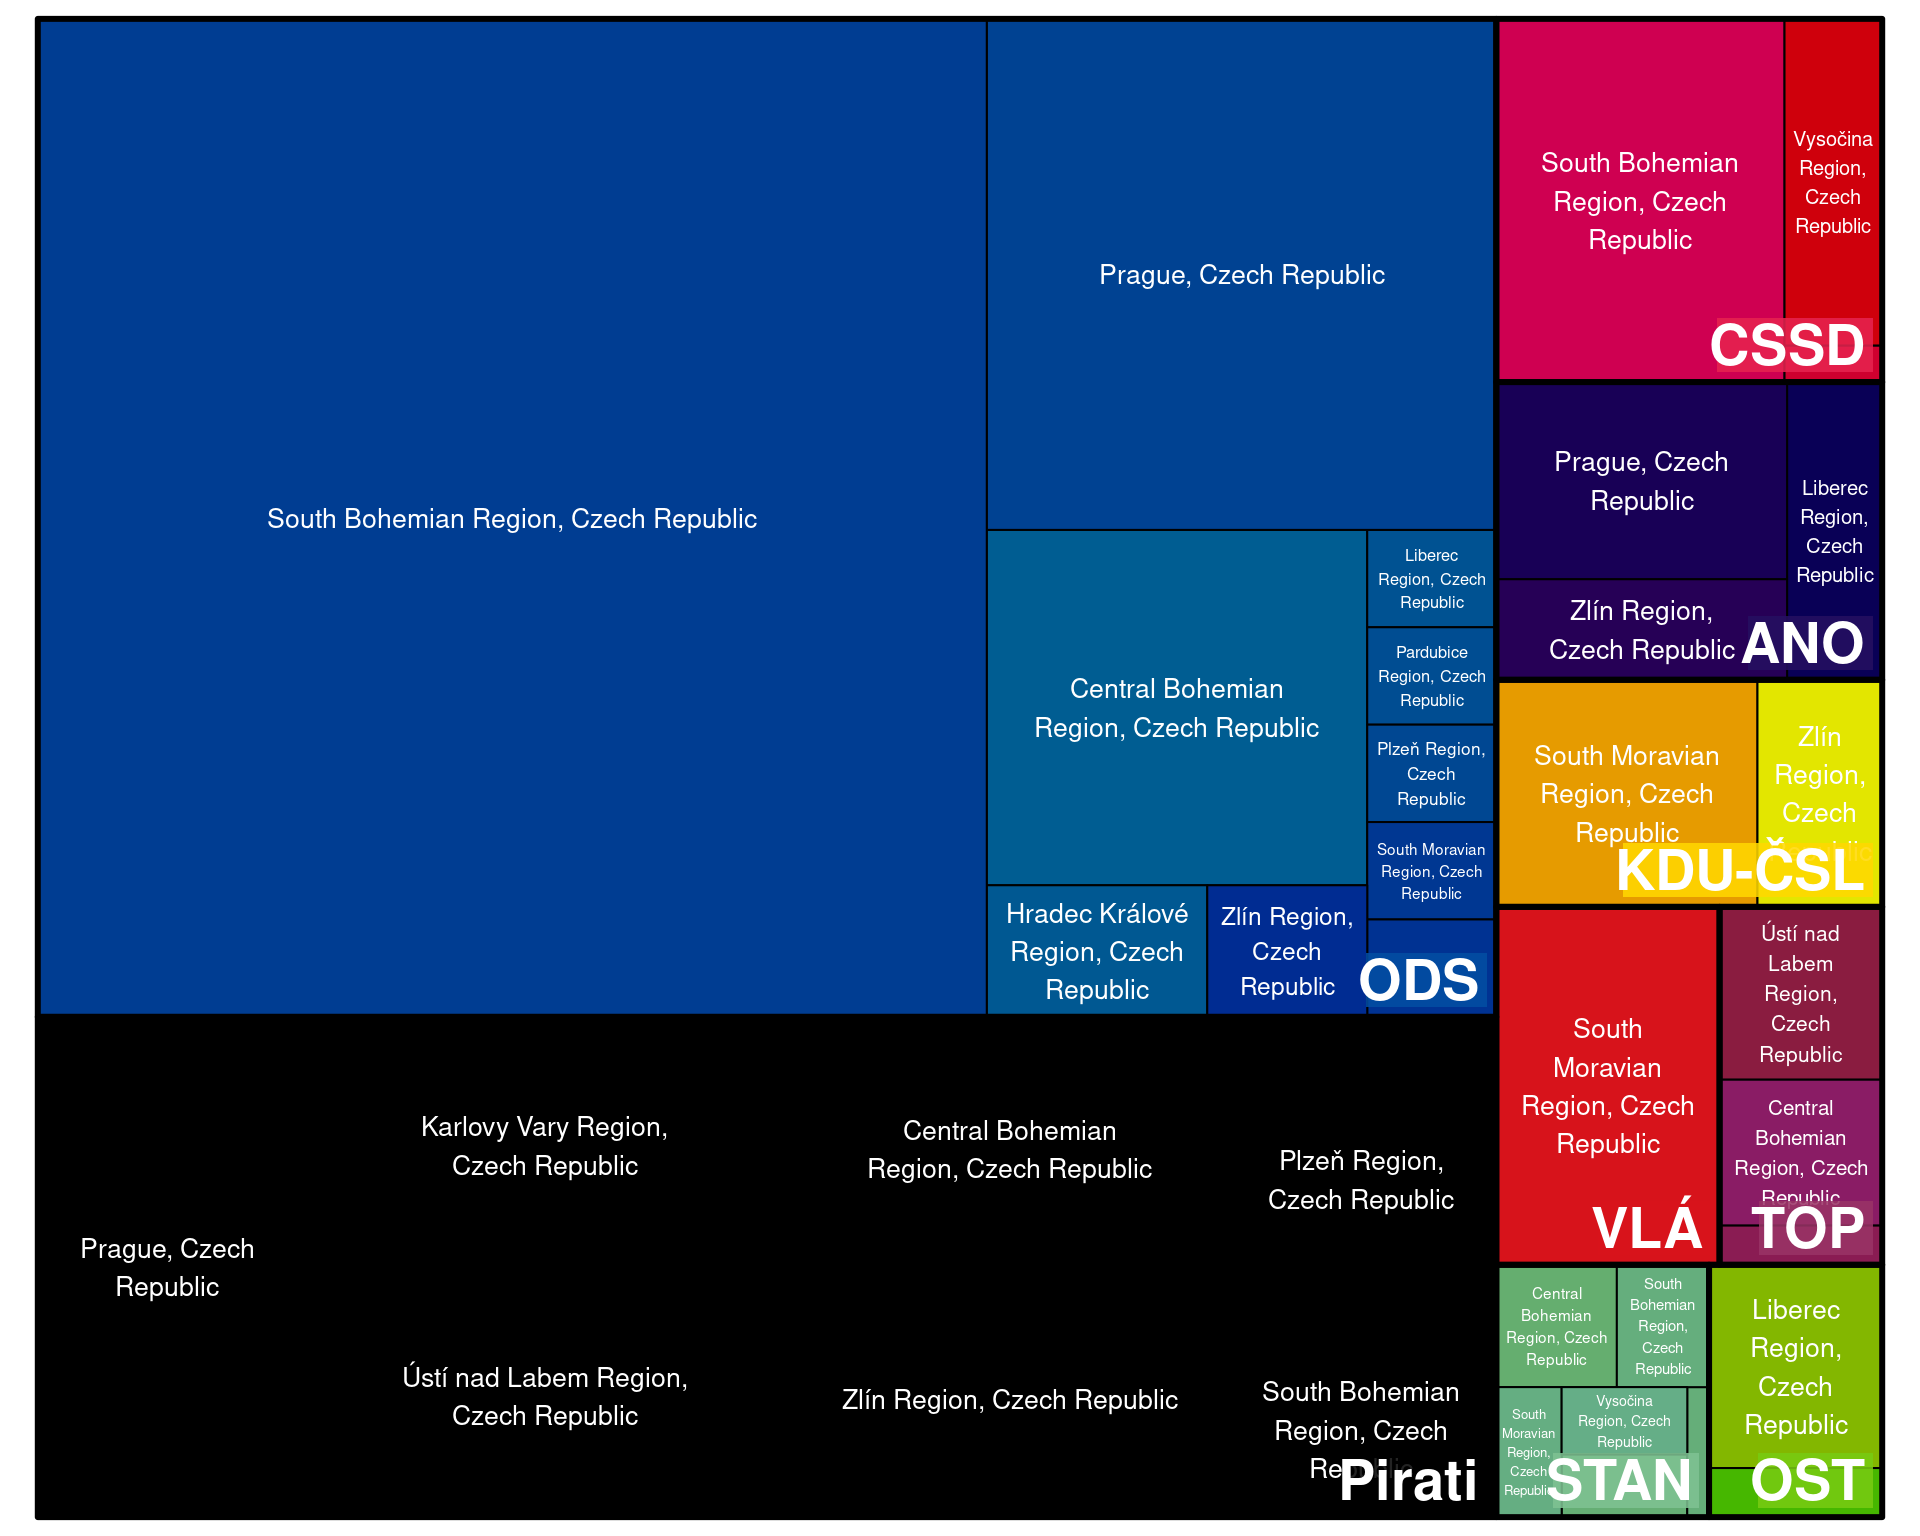 South Bohemian Region, Czech Republic
Prague, Czech Republic
Central Bohemian
Region, Czech Republic
Liberec
Region, Czech
Republic
Pardubice
Region, Czech
Republic
Plzeň Region,
Czech
Republic
South Moravian
Region, Czech
Republic
Hradec Králové
Region, Czech
Republic
Zlín Region,
Czech
Republic
ODS
Prague, Czech
Republic
Karlovy Vary Region,
Czech Republic
Ústí nad Labem Region,
Czech Republic
Central Bohemian
Region, Czech Republic
Zlín Region, Czech Republic
Plzeň Region,
Czech Republic
South Bohemian
Region, Czech
Republic
Pirati
South Bohemian
Region, Czech
Republic
Vysočina
Region,
Czech
Republic
CSSD
Prague, Czech
Republic
Zlín Region,
Czech Republic
Liberec
Region,
Czech
Republic
ANO
South Moravian
Region, Czech
Republic
Zlín
Region,
Czech
Republic
KDU-ČSL
South
Moravian
Region, Czech
Republic
VLÁ
Ústí nad
Labem
Region,
Czech
Republic
Central
Bohemian
Region, Czech
Republic
TOP
Central
Bohemian
Region, Czech
Republic
South
Bohemian
Region,
Czech
Republic
South
Moravian
Region,
Czech
Republic
Vysočina
Region, Czech
Republic
STAN
Liberec
Region,
Czech
Republic
OST